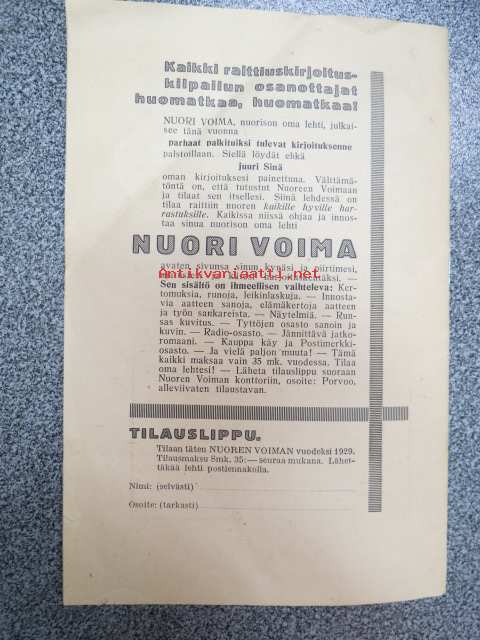 Kaikki raittiuskirjoitus-
kilpailun osanottajat
huomatkaa, huomatkaa!
NUORI VOIMA, nuorison oma lehti, julkai-
see tänä vuonna
parhaat palkituiksi tulevat kirjoituksenne
palstoillaan. Siellä löydät ehkä
juuri Sinä
oman kirjoituksesi painettuna. Välttämä-
töntä on, että tutustut Nuoreen Voimaan
ja tilaat sen itsellesi. Siinä lehdessä on
tilaa raittiin nuoren kaikille hyville har-
rastuksille. Kaikissa niissä ohjaa ja innos-
taa sinua nuorison oma lehti
NUORI VOIMA
avaten sivunsa sinun kynäsi ja piirtimesi,
Antikvariaatti.net
Sen sisältö on ihmeellisen vaihteleva: Ker-
tomuksia, runoja, leikinlaskuja. — Innosta-
via aatteen sanoja, elämäkertoja aatteen
ja työn sankareista. — Näytelmiä. — Run-
sas kuvitus. — Tyttöjen osasto sanoin ja
kuvin. — Radio-osasto. — Jännittävä jatko-
romaani. — Kauppa käy ja Postimerkki-
osasto. — Ja vielä paljon muuta! — Tämä
kaikki maksaa vain 35 mk. vuodessa. Tilaa
oma lehtesi! — Läheta tilauslippu suoraan
Nuoren Voiman konttoriin, osoite: Porvoo,
alleviivaten tilaustavan.
TILAUSLIPPU.
Tilaan täten NUOREN VOIMAN vuodeksi 1929.
Tilausmaksu Smk. 35:— seuraa mukana. Lähet-
täkää lehti postiennakolla.
Nimi: (selvästi)
Osoite: (tarkasti)